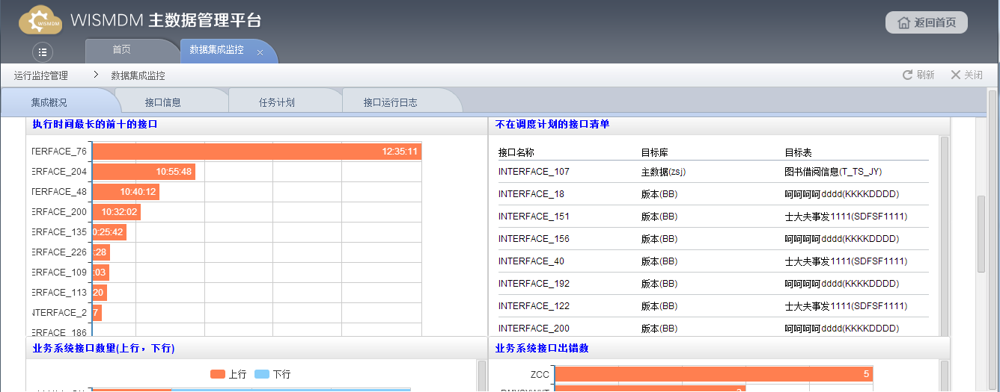 WISMDM 主数据管理平台
WISMDM
返回首页
首页
数据集成监控
运行监控管理 > 数据集成监控
刷新
关闭
集成概况
接口信息
任务计划
接口运行日志
执行时间最长的前十的接口
TERFACE_76 12:35:11
ERFACE_204 10:55:48
TERFACE_48 10:40:12
ERFACE_200 10:32:02
ERFACE_135 0:25:42
ERFACE_226 :28
ERFACE_109 :03
ERFACE_113 20
NTERFACE_2 7
ERFACE_186
不在调度计划的接口清单
接口名称 目标库 目标表
INTERFACE_107 主数据(zsj) 图书借阅信息(T_TS_JY)
INTERFACE_18 版本(BB) 呵呵呵呵dddd(KKKKDDDD)
INTERFACE_151 版本(BB) 士大夫事发1111(SDFSF1111)
INTERFACE_156 版本(BB) 呵呵呵呵dddd(KKKKDDDD)
INTERFACE_40 版本(BB) 士大夫事发1111(SDFSF1111)
INTERFACE_192 版本(BB) 呵呵呵呵dddd(KKKKDDDD)
INTERFACE_122 版本(BB) 士大夫事发1111(SDFSF1111)
INTERFACE_200 版本(BB) 呵呵呵呵dddd(KKKKDDDD)
业务系统接口数量(上行，下行)
上行 下行
业务系统接口出错数
ZCC 5